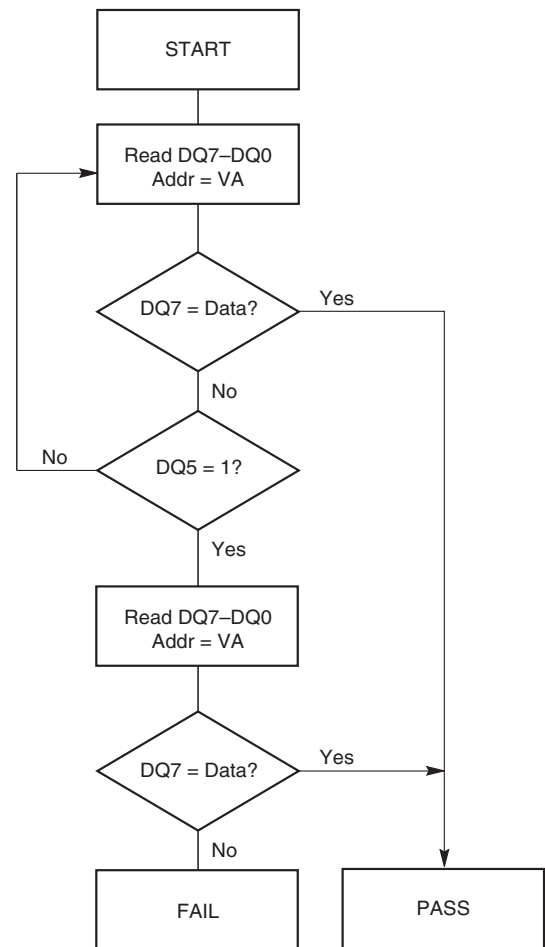 START
Read DQ7–DQ0
Addr = VA
DQ7 = Data?
Yes
No
No
DQ5 = 1?
Yes
Read DQ7–DQ0
Addr = VA
DQ7 = Data?
Yes
No
FAIL
PASS